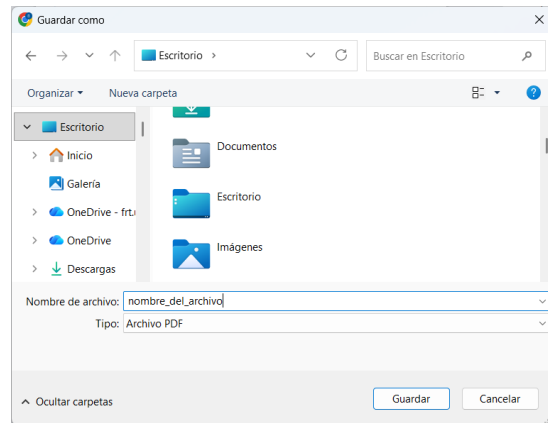 Guardar como
Escritorio
Buscar en Escritorio
Organizar
Nueva carpeta
Escritorio
Inicio
Galería
OneDrive - frt.
OneDrive
Descargas
Documentos
Escritorio
Imágenes
Nombre de archivo: nombre_del_archivo
Tipo: Archivo PDF
Ocultar carpetas
Guardar
Cancelar